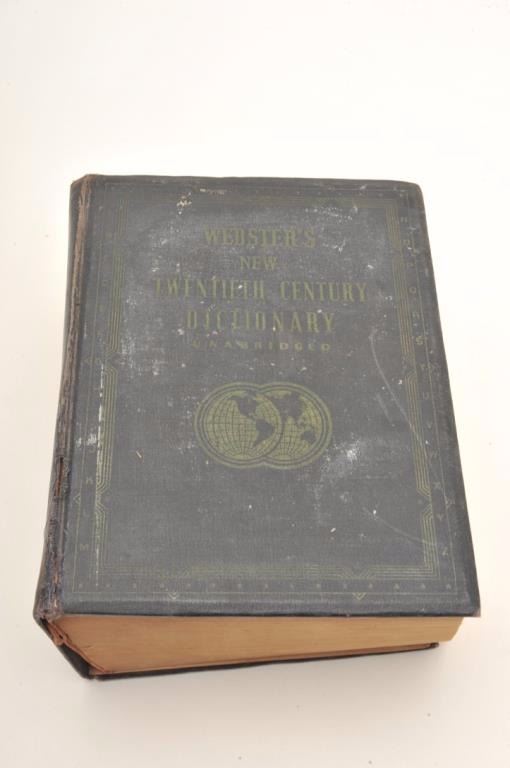 WEBSTER'S
NEW
TWENTIETH CENTURY
DICTIONARY
UNABRIDGED